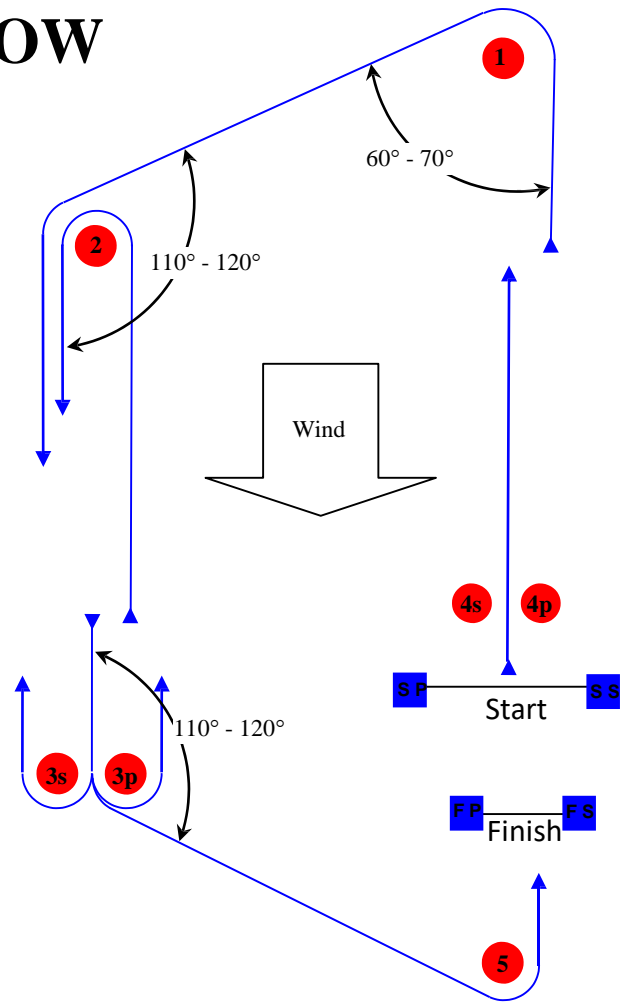 OW
1
60° - 70°
2
110° - 120°
Wind
4s 4p
S P S S
Start
110° - 120°
3s 3p
F P F S
Finish
5